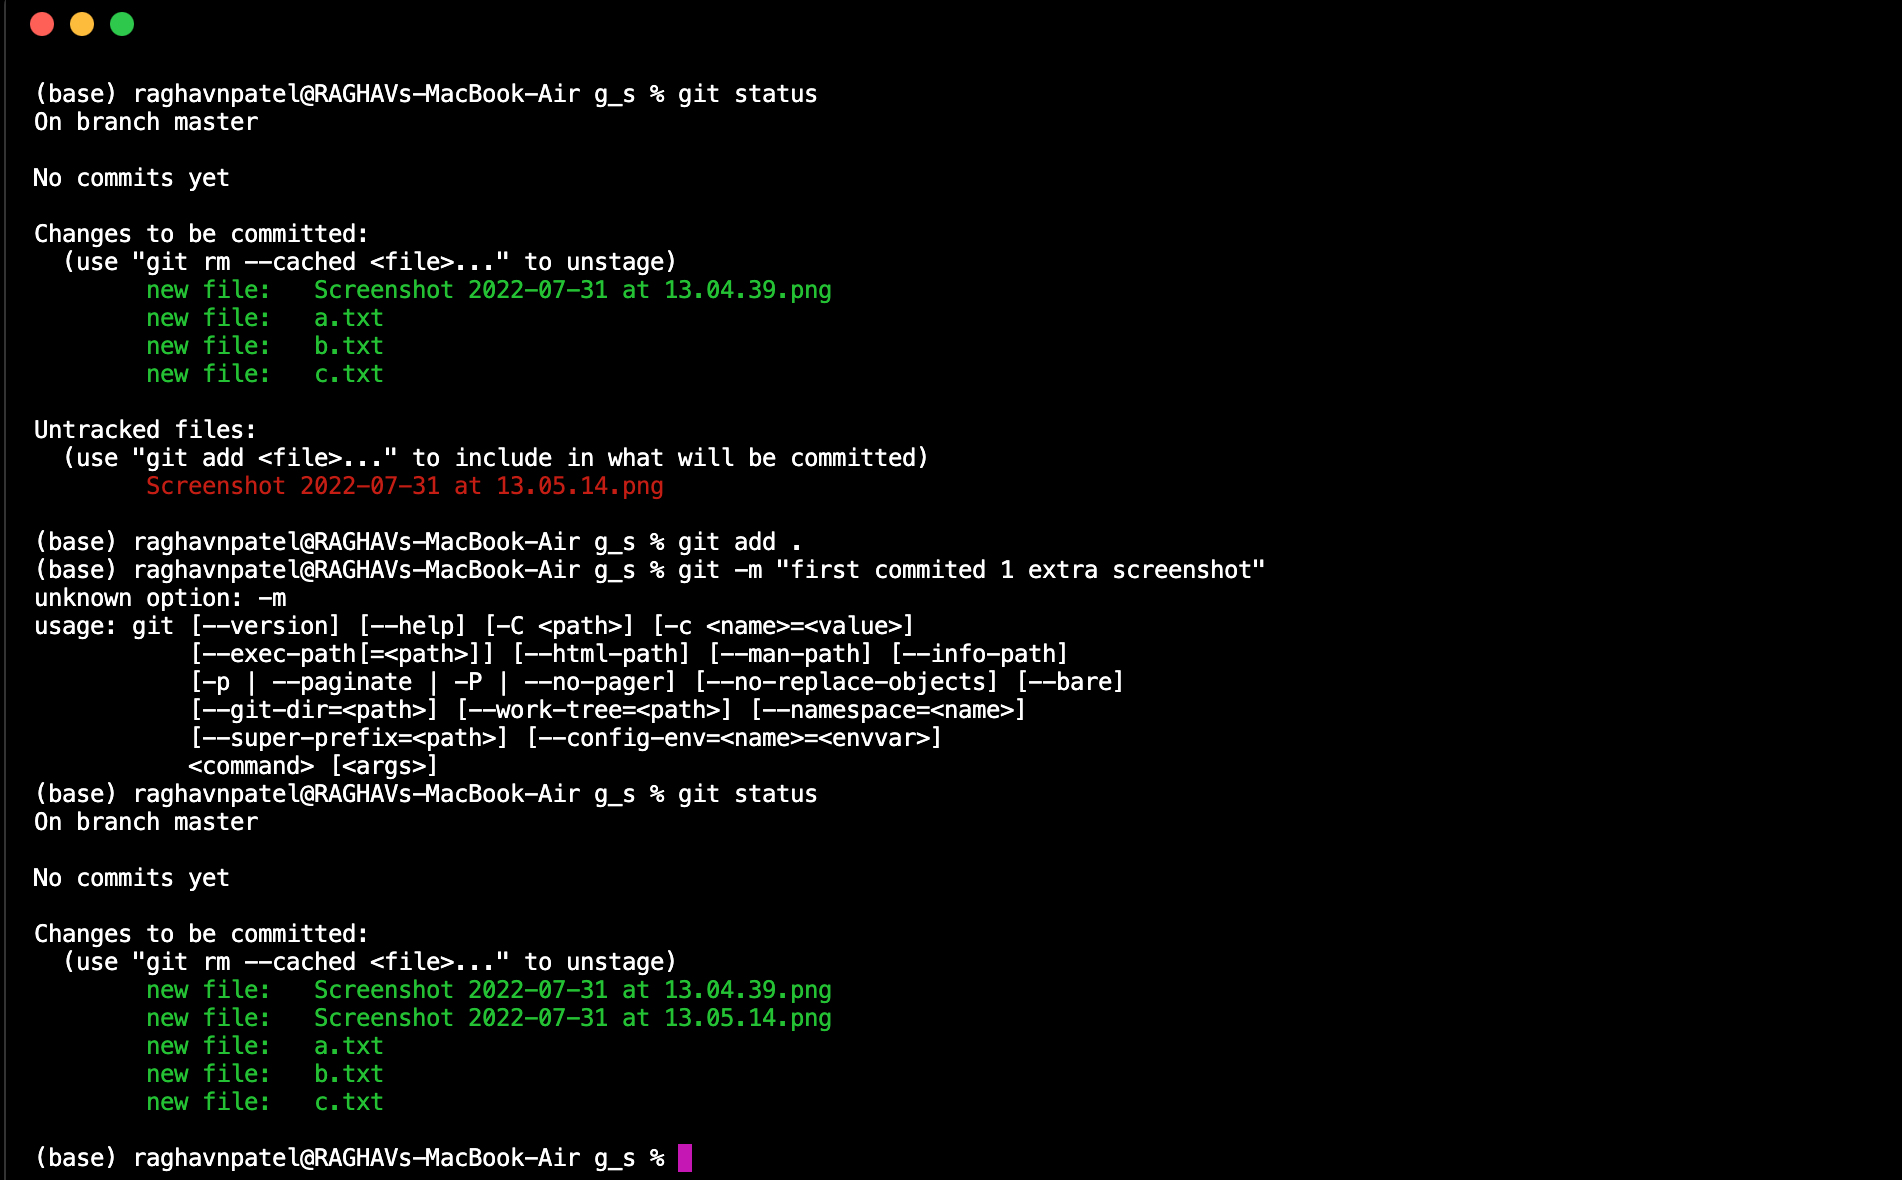 (base) raghavnpatel@RAGHAVs-MacBook-Air g_s % git status
On branch master
No commits yet
Changes to be committed:
  (use "git rm --cached <file>..." to unstage)
        new file:   Screenshot 2022-07-31 at 13.04.39.png
        new file:   a.txt
        new file:   b.txt
        new file:   c.txt
Untracked files:
  (use "git add <file>..." to include in what will be committed)
        Screenshot 2022-07-31 at 13.05.14.png
(base) raghavnpatel@RAGHAVs-MacBook-Air g_s % git add .
(base) raghavnpatel@RAGHAVs-MacBook-Air g_s % git -m "first commited 1 extra screenshot"
unknown option: -m
usage: git [--version] [--help] [-C <path>] [-c <name>=<value>]
           [--exec-path[=<path>]] [--html-path] [--man-path] [--info-path]
           [-p | --paginate | -P | --no-pager] [--no-replace-objects] [--bare]
           [--git-dir=<path>] [--work-tree=<path>] [--namespace=<name>]
           [--super-prefix=<path>] [--config-env=<name>=<envvar>]
           <command> [<args>]
(base) raghavnpatel@RAGHAVs-MacBook-Air g_s % git status
On branch master
No commits yet
Changes to be committed:
  (use "git rm --cached <file>..." to unstage)
        new file:   Screenshot 2022-07-31 at 13.04.39.png
        new file:   Screenshot 2022-07-31 at 13.05.14.png
        new file:   a.txt
        new file:   b.txt
        new file:   c.txt
(base) raghavnpatel@RAGHAVs-MacBook-Air g_s %